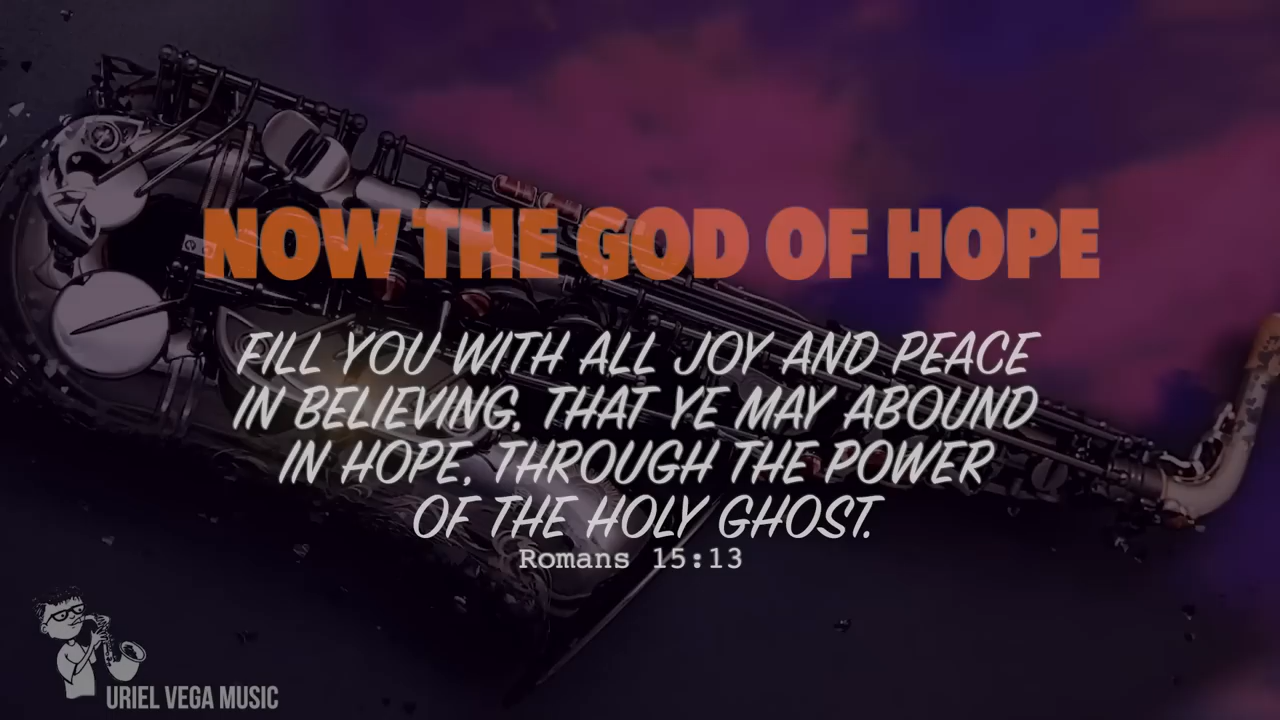 NOW THE GOD OF HOPE
FILL YOU WITH ALL JOY AND PEACE
IN BELIEVING, THAT YE MAY ABOUND
IN HOPE, THROUGH THE POWER
OF THE HOLY GHOST.
Romans 15:13
URIEL VEGA MUSIC